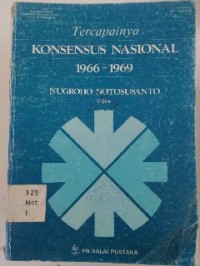 Tercapainya
KONSENSUS NASIONAL
1966 - 1969
NUGROHO NOTOSUSANTO
Editor
329
Not
t
PN BALAI PUSTAKA